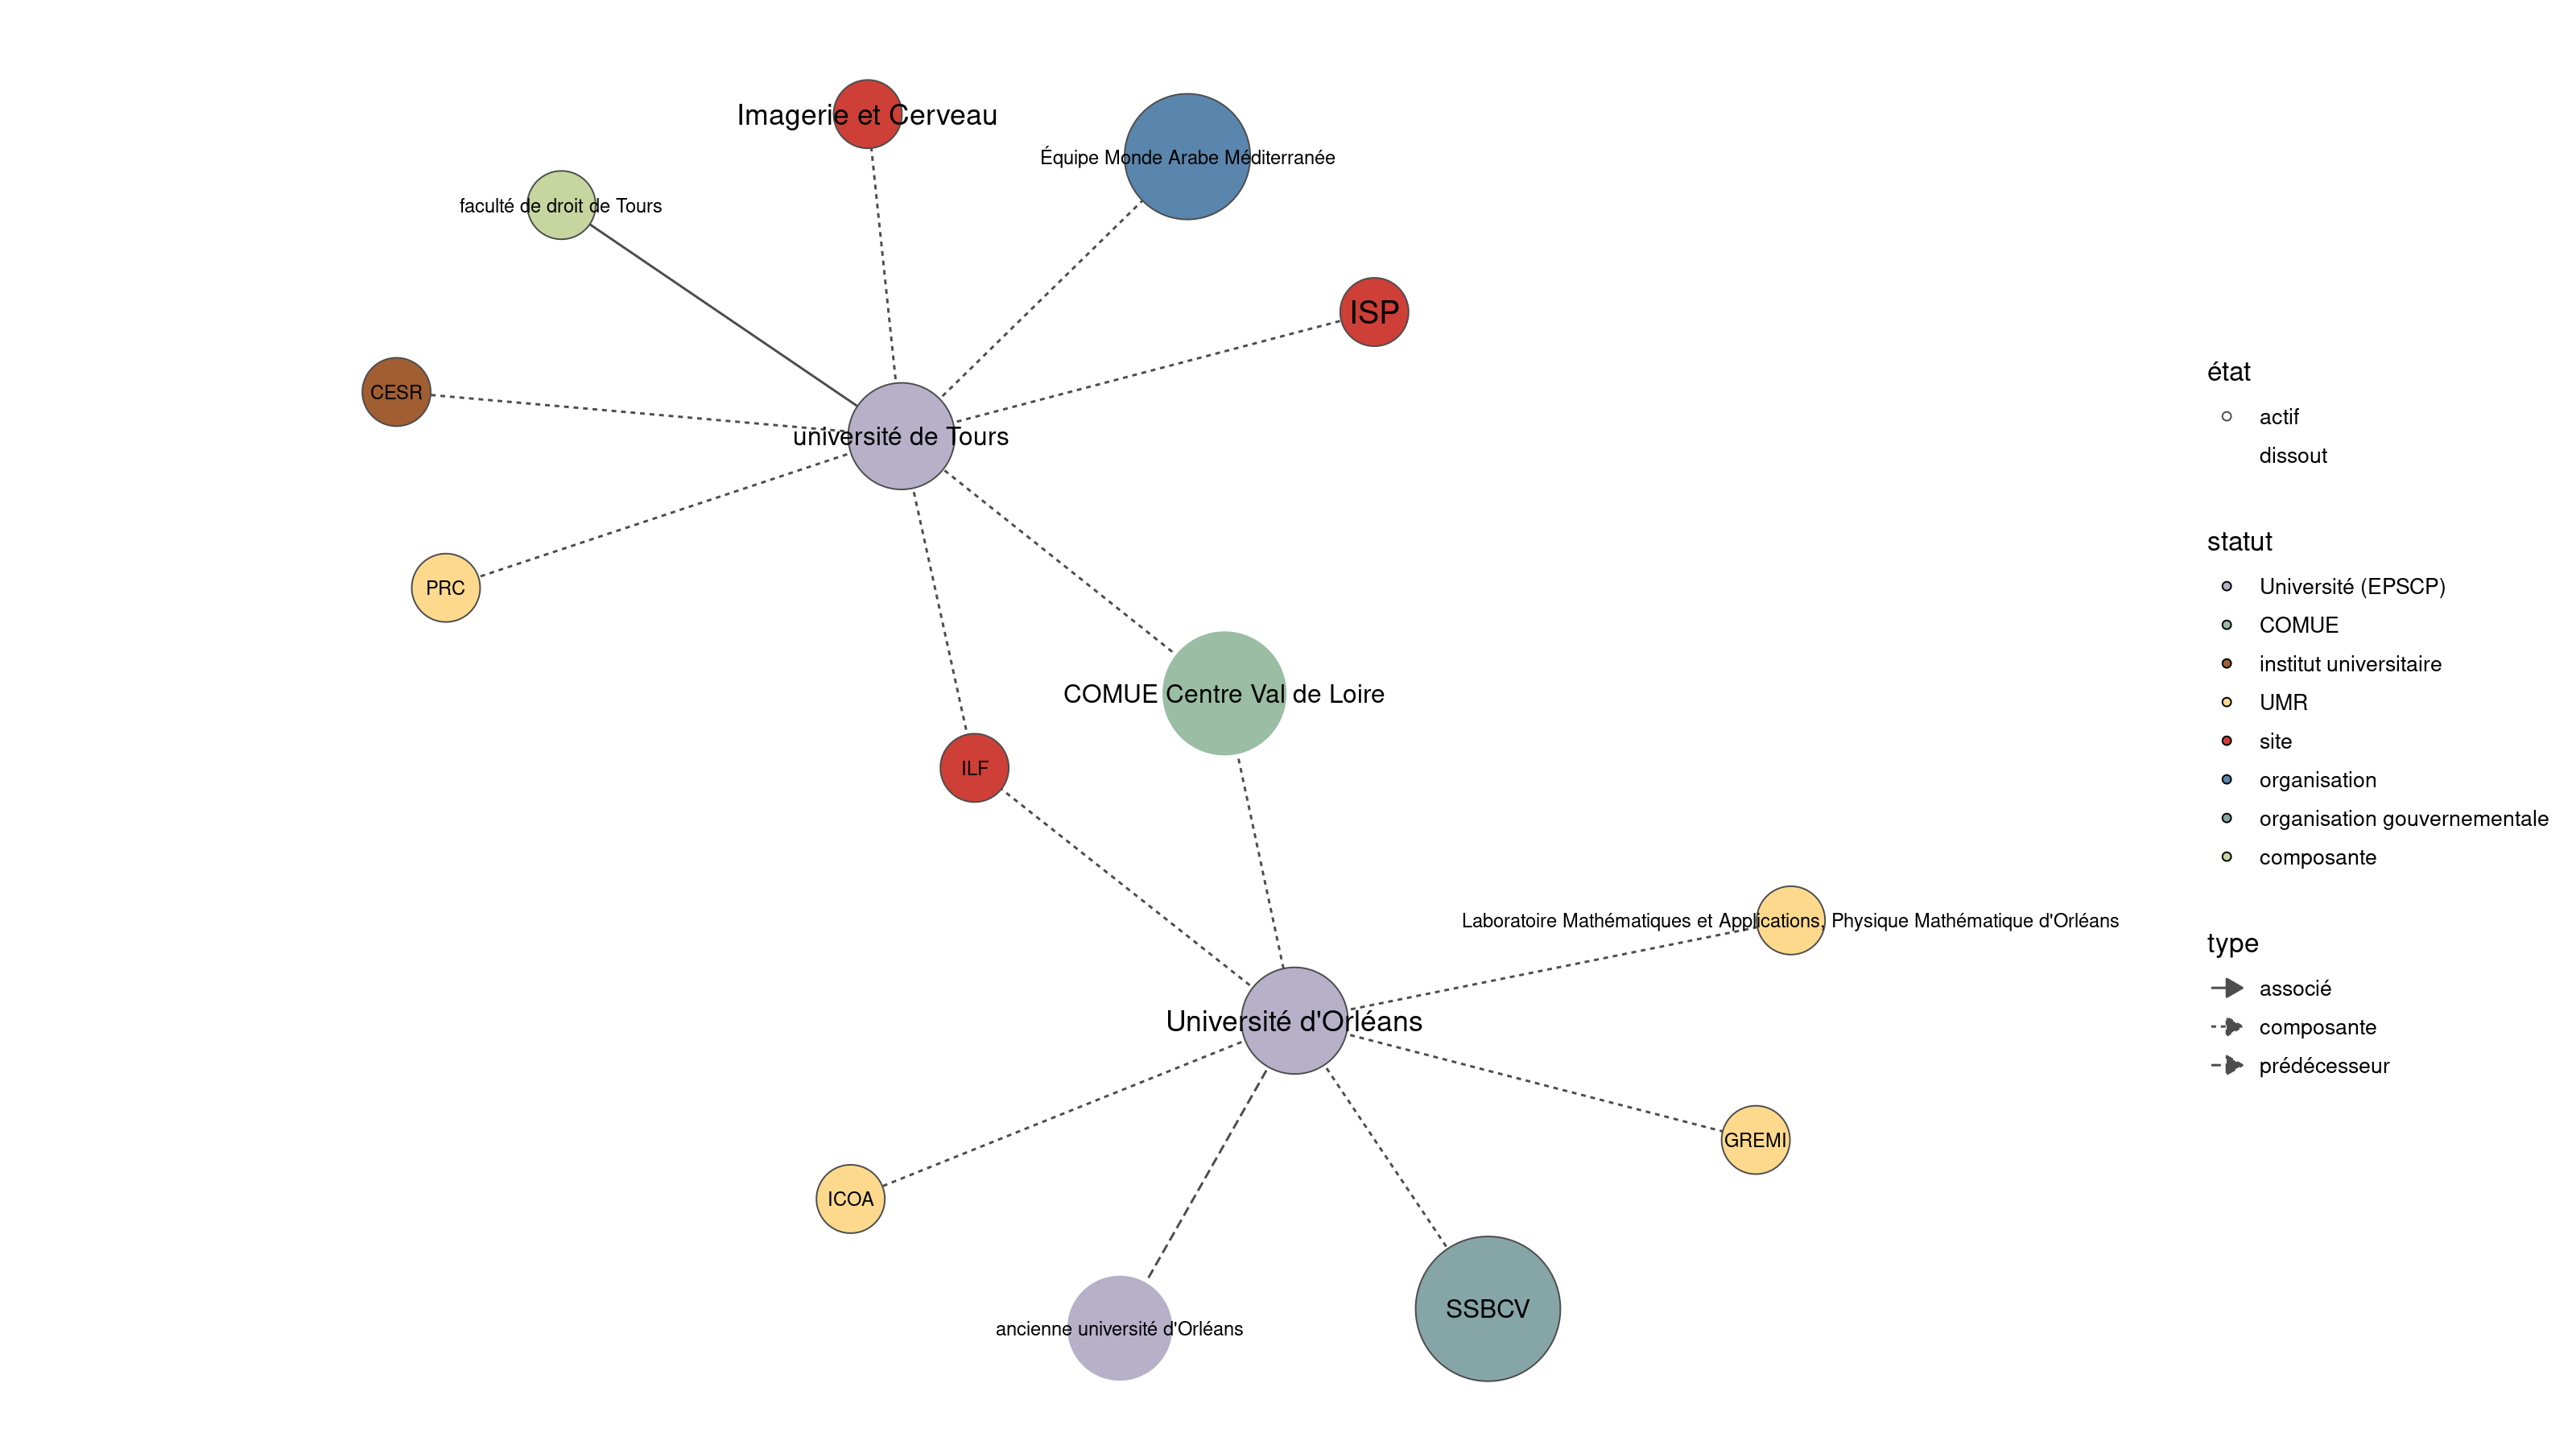 Imagerie et Cerveau
Équipe Monde Arabe Méditerranée
faculté de droit de Tours
ISP
CESR
université de Tours
PRC
COMUE Centre Val de Loire
ILF
Laboratoire Mathématiques et Applications, Physique Mathématique d'Orléans
Université d'Orléans
GREMI
ICOA
SSBCV
ancienne université d'Orléans
état
actif
dissout
statut
Université (EPSCP)
COMUE
institut universitaire
UMR
site
organisation
organisation gouvernementale
composante
type
associé
composante
prédécesseur